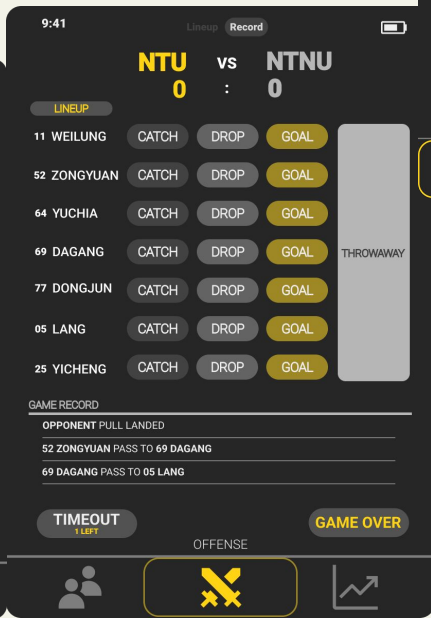 9:41
Lineup Record
NTU VS NTNU
0 : 0
LINEUP
11 WEILUNG CATCH DROP GOAL
52 ZONGYUAN CATCH DROP GOAL
64 YUCHIA CATCH DROP GOAL
69 DAGANG CATCH DROP GOAL THROWAWAY
77 DONGJUN CATCH DROP GOAL
05 LANG CATCH DROP GOAL
25 YICHENG CATCH DROP GOAL
GAME RECORD
OPPONENT PULL LANDED
52 ZONGYUAN PASS TO 69 DAGANG
69 DAGANG PASS TO 05 LANG
TIMEOUT
1 LEFT
GAME OVER
OFFENSE